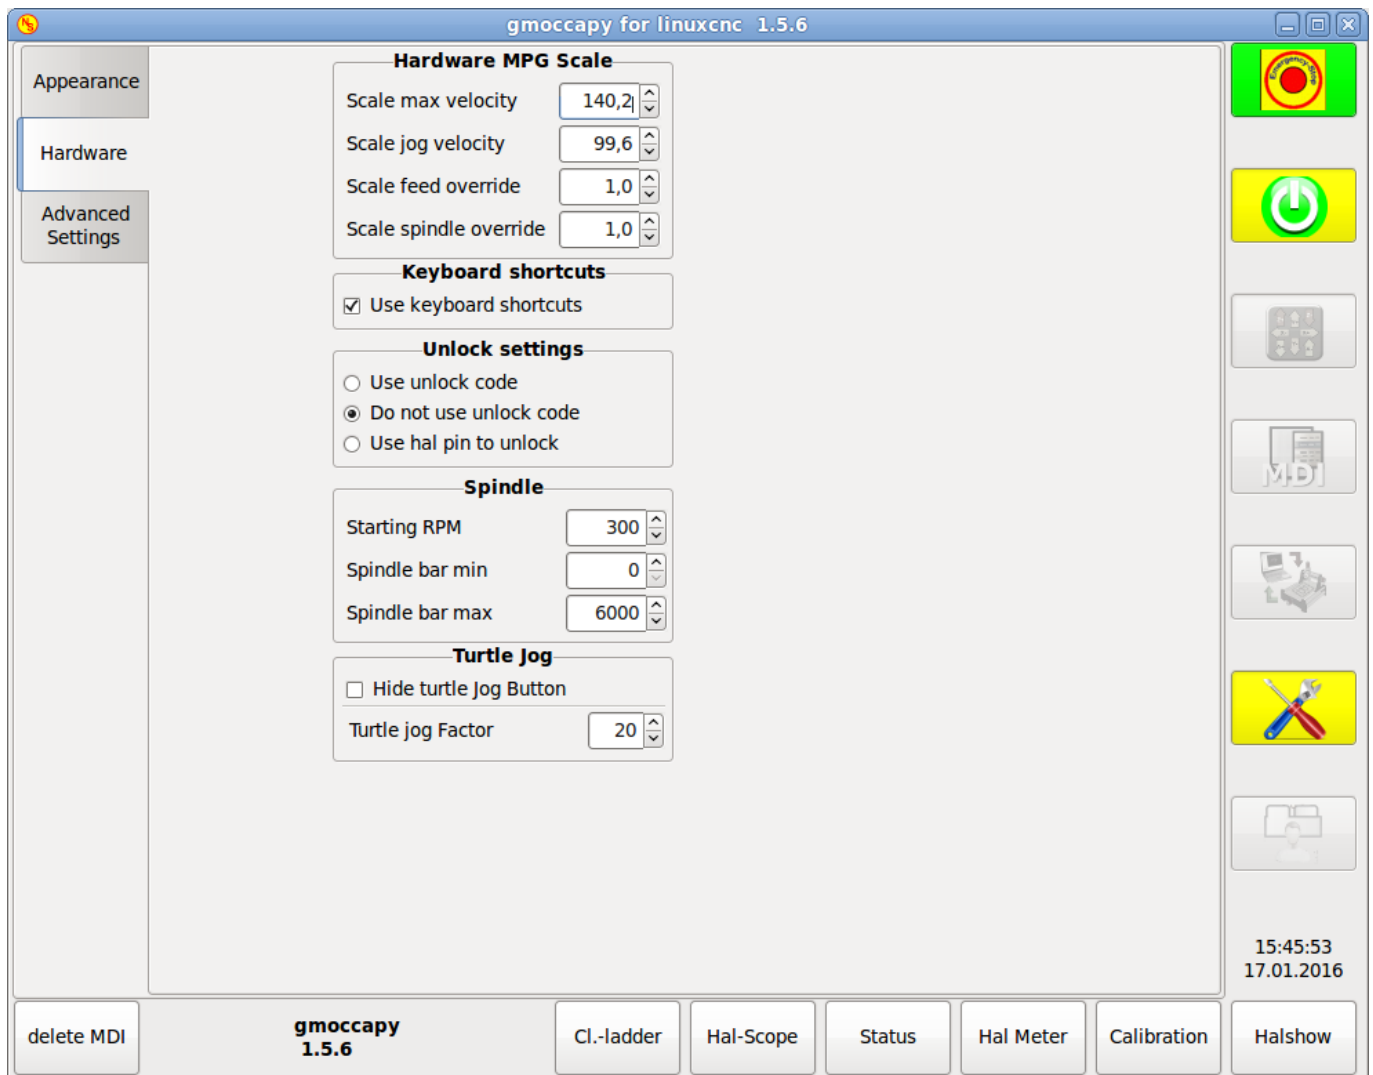 gmoccapy for linuxcnc 1.5.6
Appearance
Hardware
Advanced
Settings
Hardware MPG Scale
Scale max velocity 140,2
Scale jog velocity 99,6
Scale feed override 1,0
Scale spindle override 1,0
Keyboard shortcuts
Use keyboard shortcuts
Unlock settings
Use unlock code
Do not use unlock code
Use hal pin to unlock
Spindle
Starting RPM 300
Spindle bar min 0
Spindle bar max 6000
Turtle Jog
Hide turtle Jog Button
Turtle jog Factor 20
Emergency-Stop
MDI
15:45:53
17.01.2016
delete MDI
gmoccapy
1.5.6
Cl.-ladder
Hal-Scope
Status
Hal Meter
Calibration
Halshow